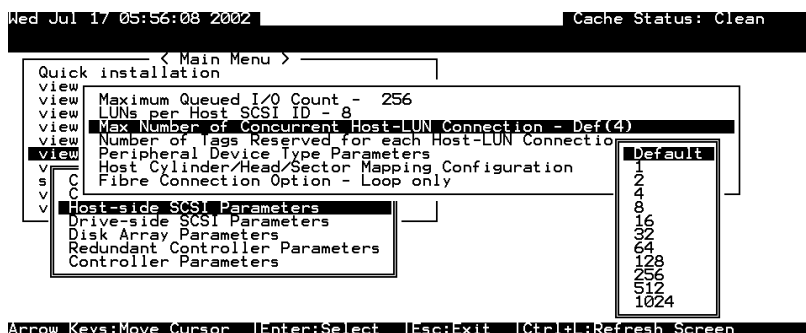 Wed Jul 17 05:56:08 2002 Cache Status: Clean
< Main Menu >
Quick installation
view
view Maximum Queued I/O Count - 256
view LUNs per Host SCSI ID - 8
view Max Number of Concurrent Host-LUN Connection - Def(4)
view Number of Tags Reserved for each Host-LUN Connectio
view Peripheral Device Type Parameters
v Host Cylinder/Head/Sector Mapping Configuration
s C Fibre Connection Option - Loop only
v C
v Host-side SCSI Parameters
Drive-side SCSI Parameters
Disk Array Parameters
Redundant Controller Parameters
Controller Parameters
Default
1
2
4
8
16
32
64
128
256
512
1024
Arrow Keys:Move Cursor |Enter:Select |Esc:Exit |Ctrl+L:Refresh Screen